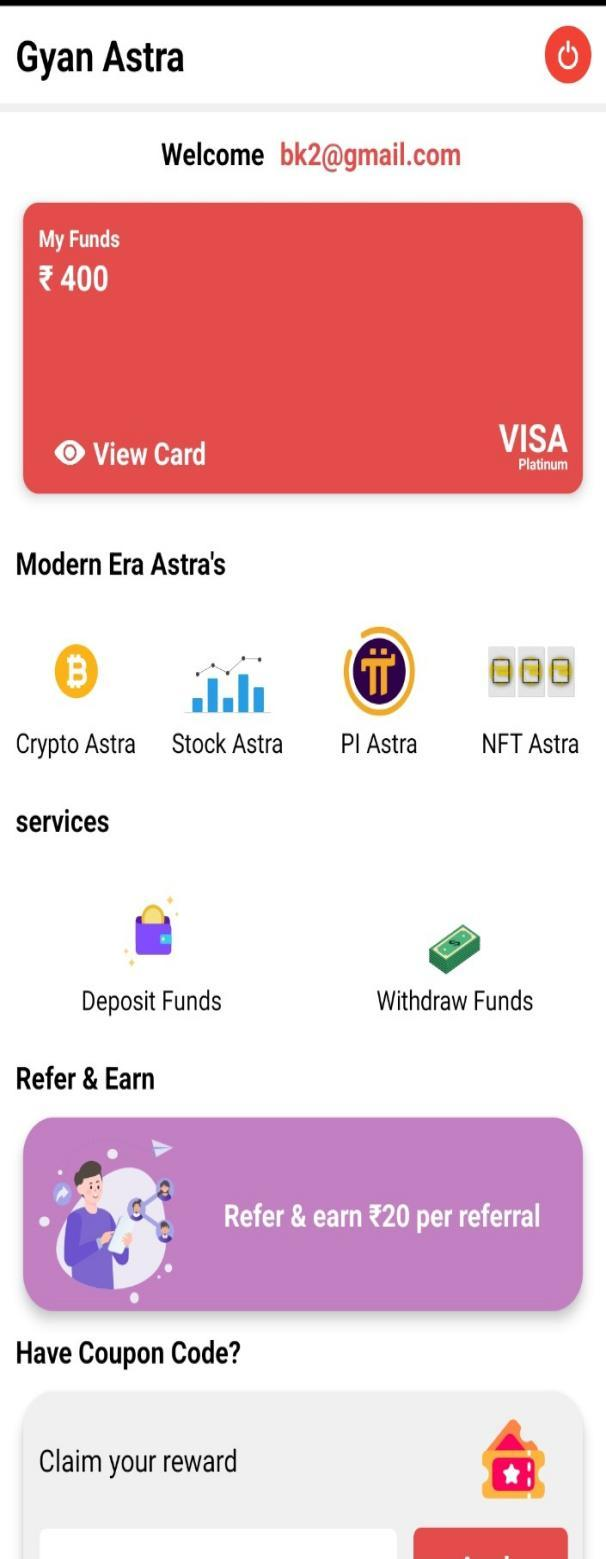 Gyan Astra
Welcome bk2@gmail.com
My Funds
₹ 400
View Card
VISA
Platinum
Modern Era Astra's
Crypto Astra
Stock Astra
PI Astra
NFT Astra
services
Deposit Funds
Withdraw Funds
Refer & Earn
Refer & earn ₹20 per referral
Have Coupon Code?
Claim your reward